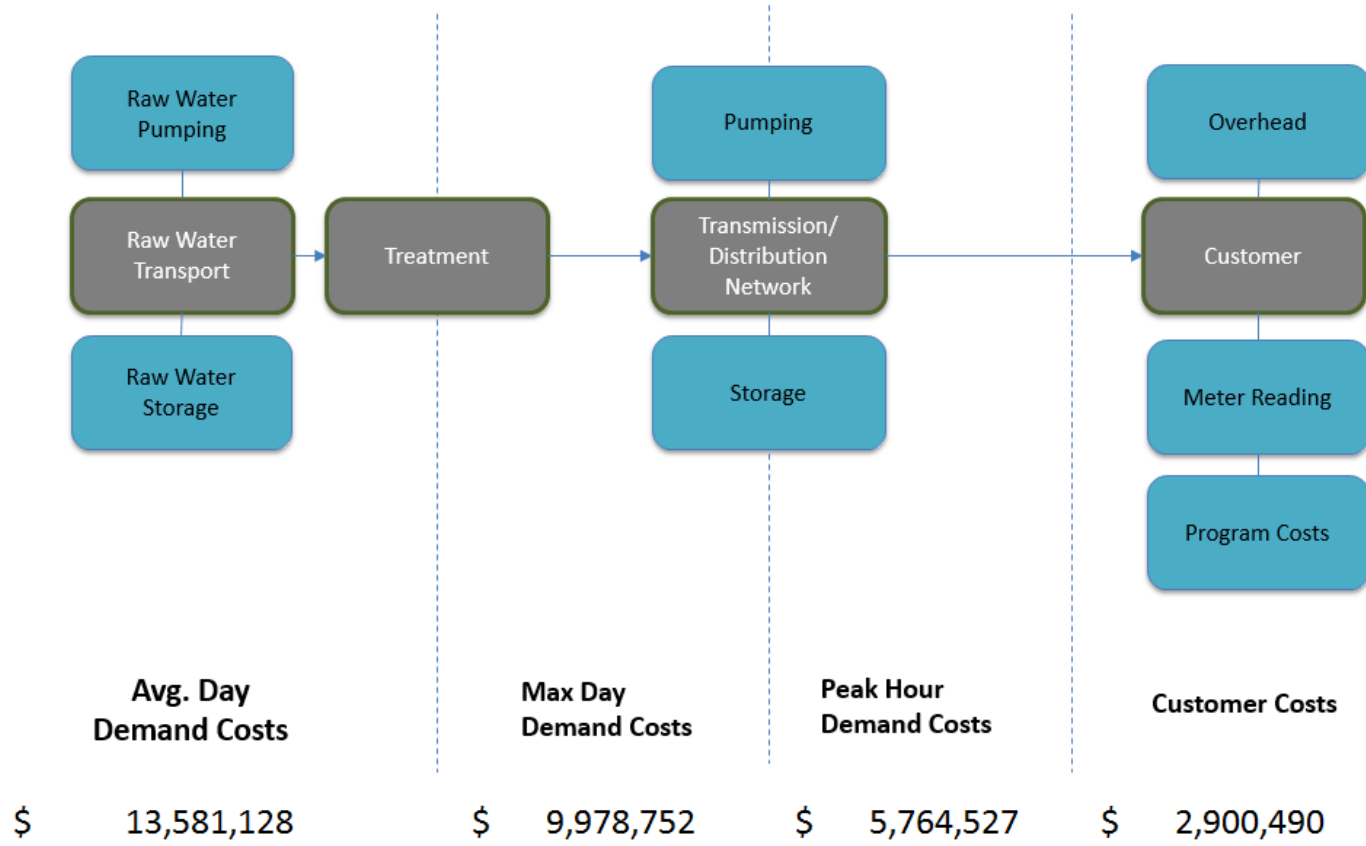 Raw Water
Pumping
Pumping
Overhead
Raw Water
Transport
Treatment
Transmission/
Distribution
Network
Customer
Raw Water
Storage
Storage
Meter Reading
Program Costs
Avg. Day
Demand Costs
Max Day
Demand Costs
Peak Hour
Demand Costs
Customer Costs
$ 13,581,128
$ 9,978,752
$ 5,764,527
$ 2,900,490